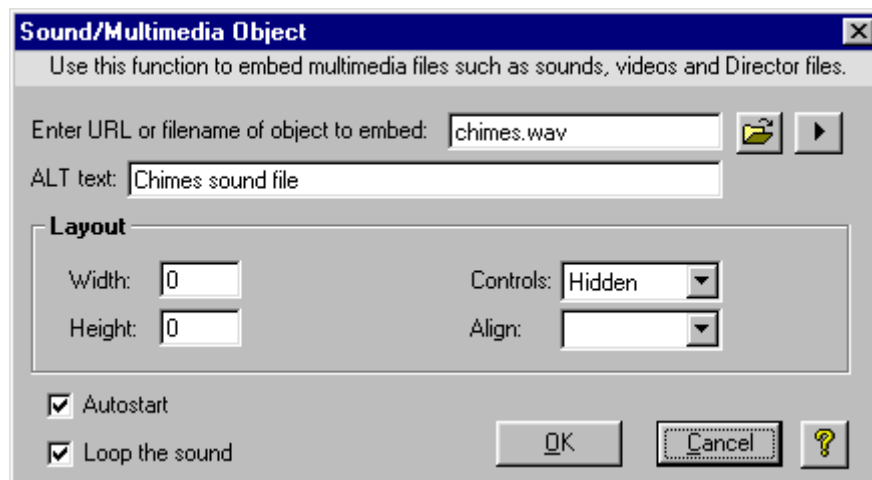 Sound/Multimedia Object
Use this function to embed multimedia files such as sounds, videos and Director files.
Enter URL or filename of object to embed: chimes.wav
ALT text: Chimes sound file
Layout
Width: 0 Controls: Hidden
Height: 0 Align:
Autostart
Loop the sound OK Cancel ?